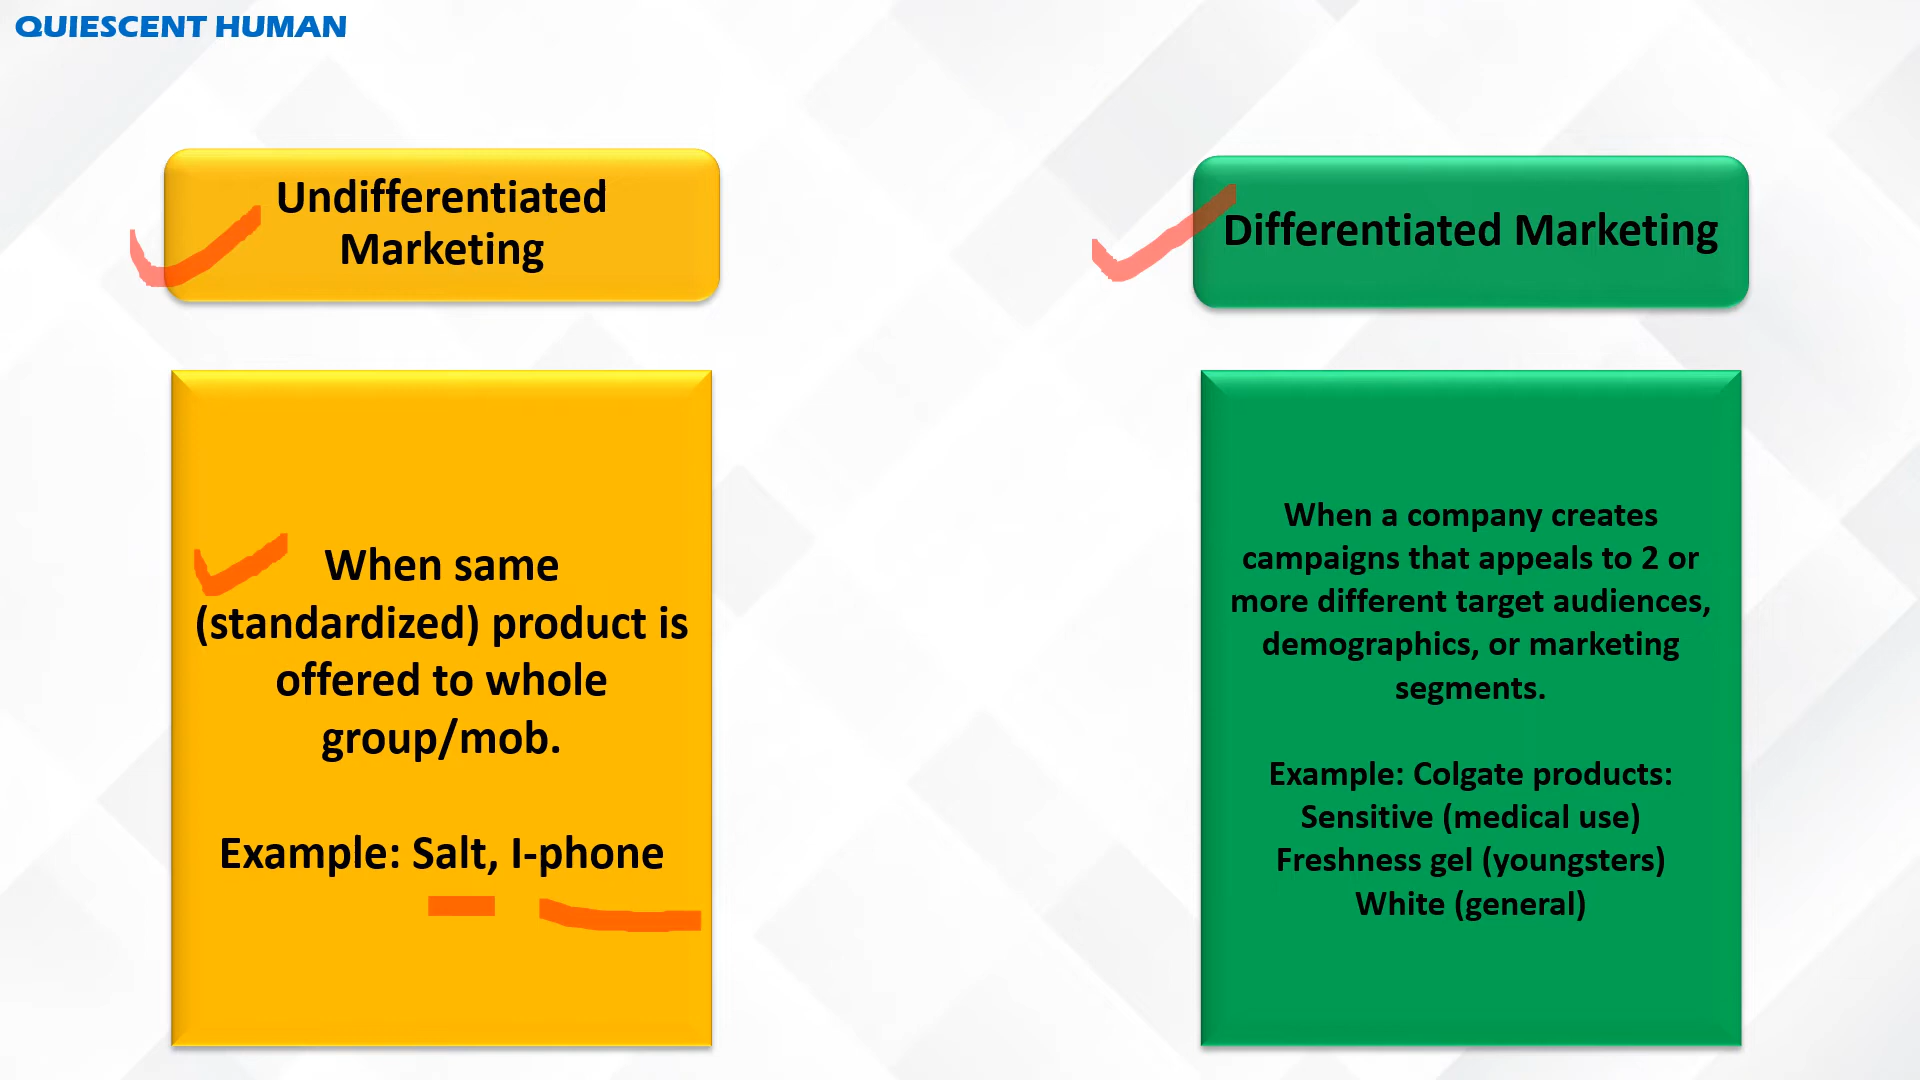 QUIESCENT HUMAN
Undifferentiated
Marketing
When same
(standardized) product is
offered to whole
group/mob.
Example: Salt, I-phone
Differentiated Marketing
When a company creates
campaigns that appeals to 2 or
more different target audiences,
demographics, or marketing
segments.
Example: Colgate products:
Sensitive (medical use)
Freshness gel (youngsters)
White (general)